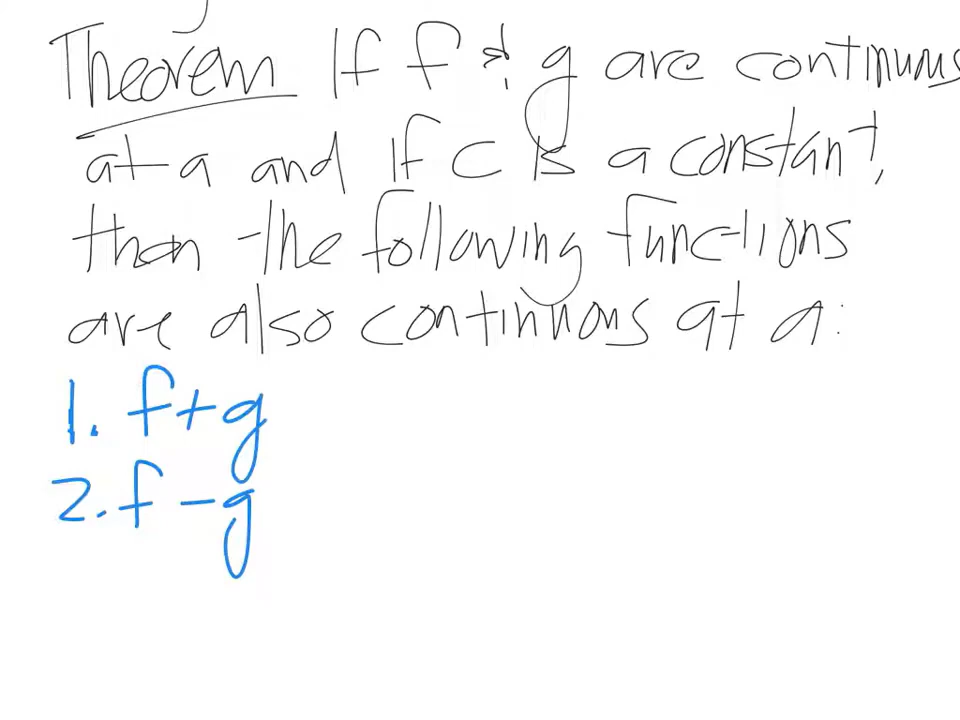 Theorem If f & g are continuous
at a and if c is a constant,
then the following functions
are also continuous at a:
1. f+g
2. f-g